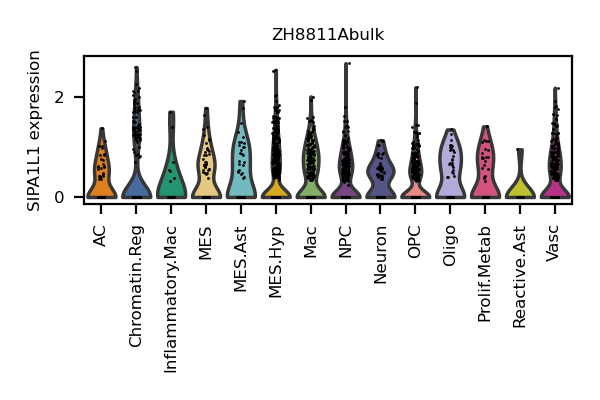 ZH8811Abulk
SIPA1L1 expression
2
0
AC
Chromatin.Reg
Inflammatory.Mac
MES
MES.Ast
MES.Hyp
Mac
NPC
Neuron
OPC
Oligo
Prolif.Metab
Reactive.Ast
Vasc